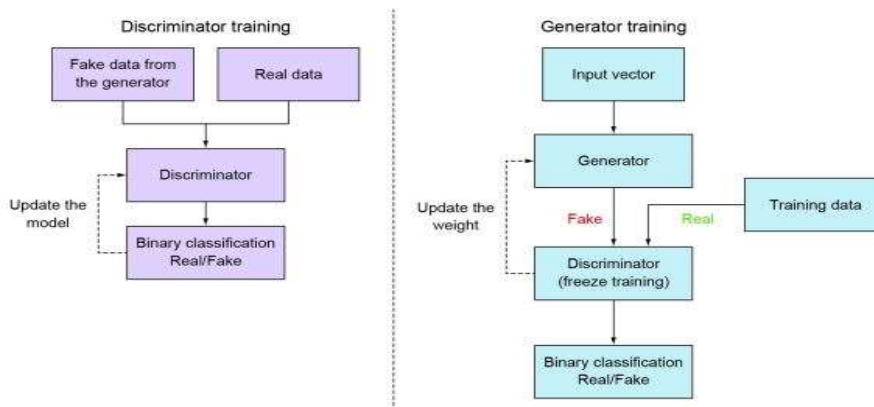 Discriminator training
Fake data from
the generator
Real data
Discriminator
Update the
model
Binary classification
Real/Fake
Generator training
Input vector
Generator
Training data
Update the
weight
Fake
Real
Discriminator
(freeze training)
Binary classification
Real/Fake